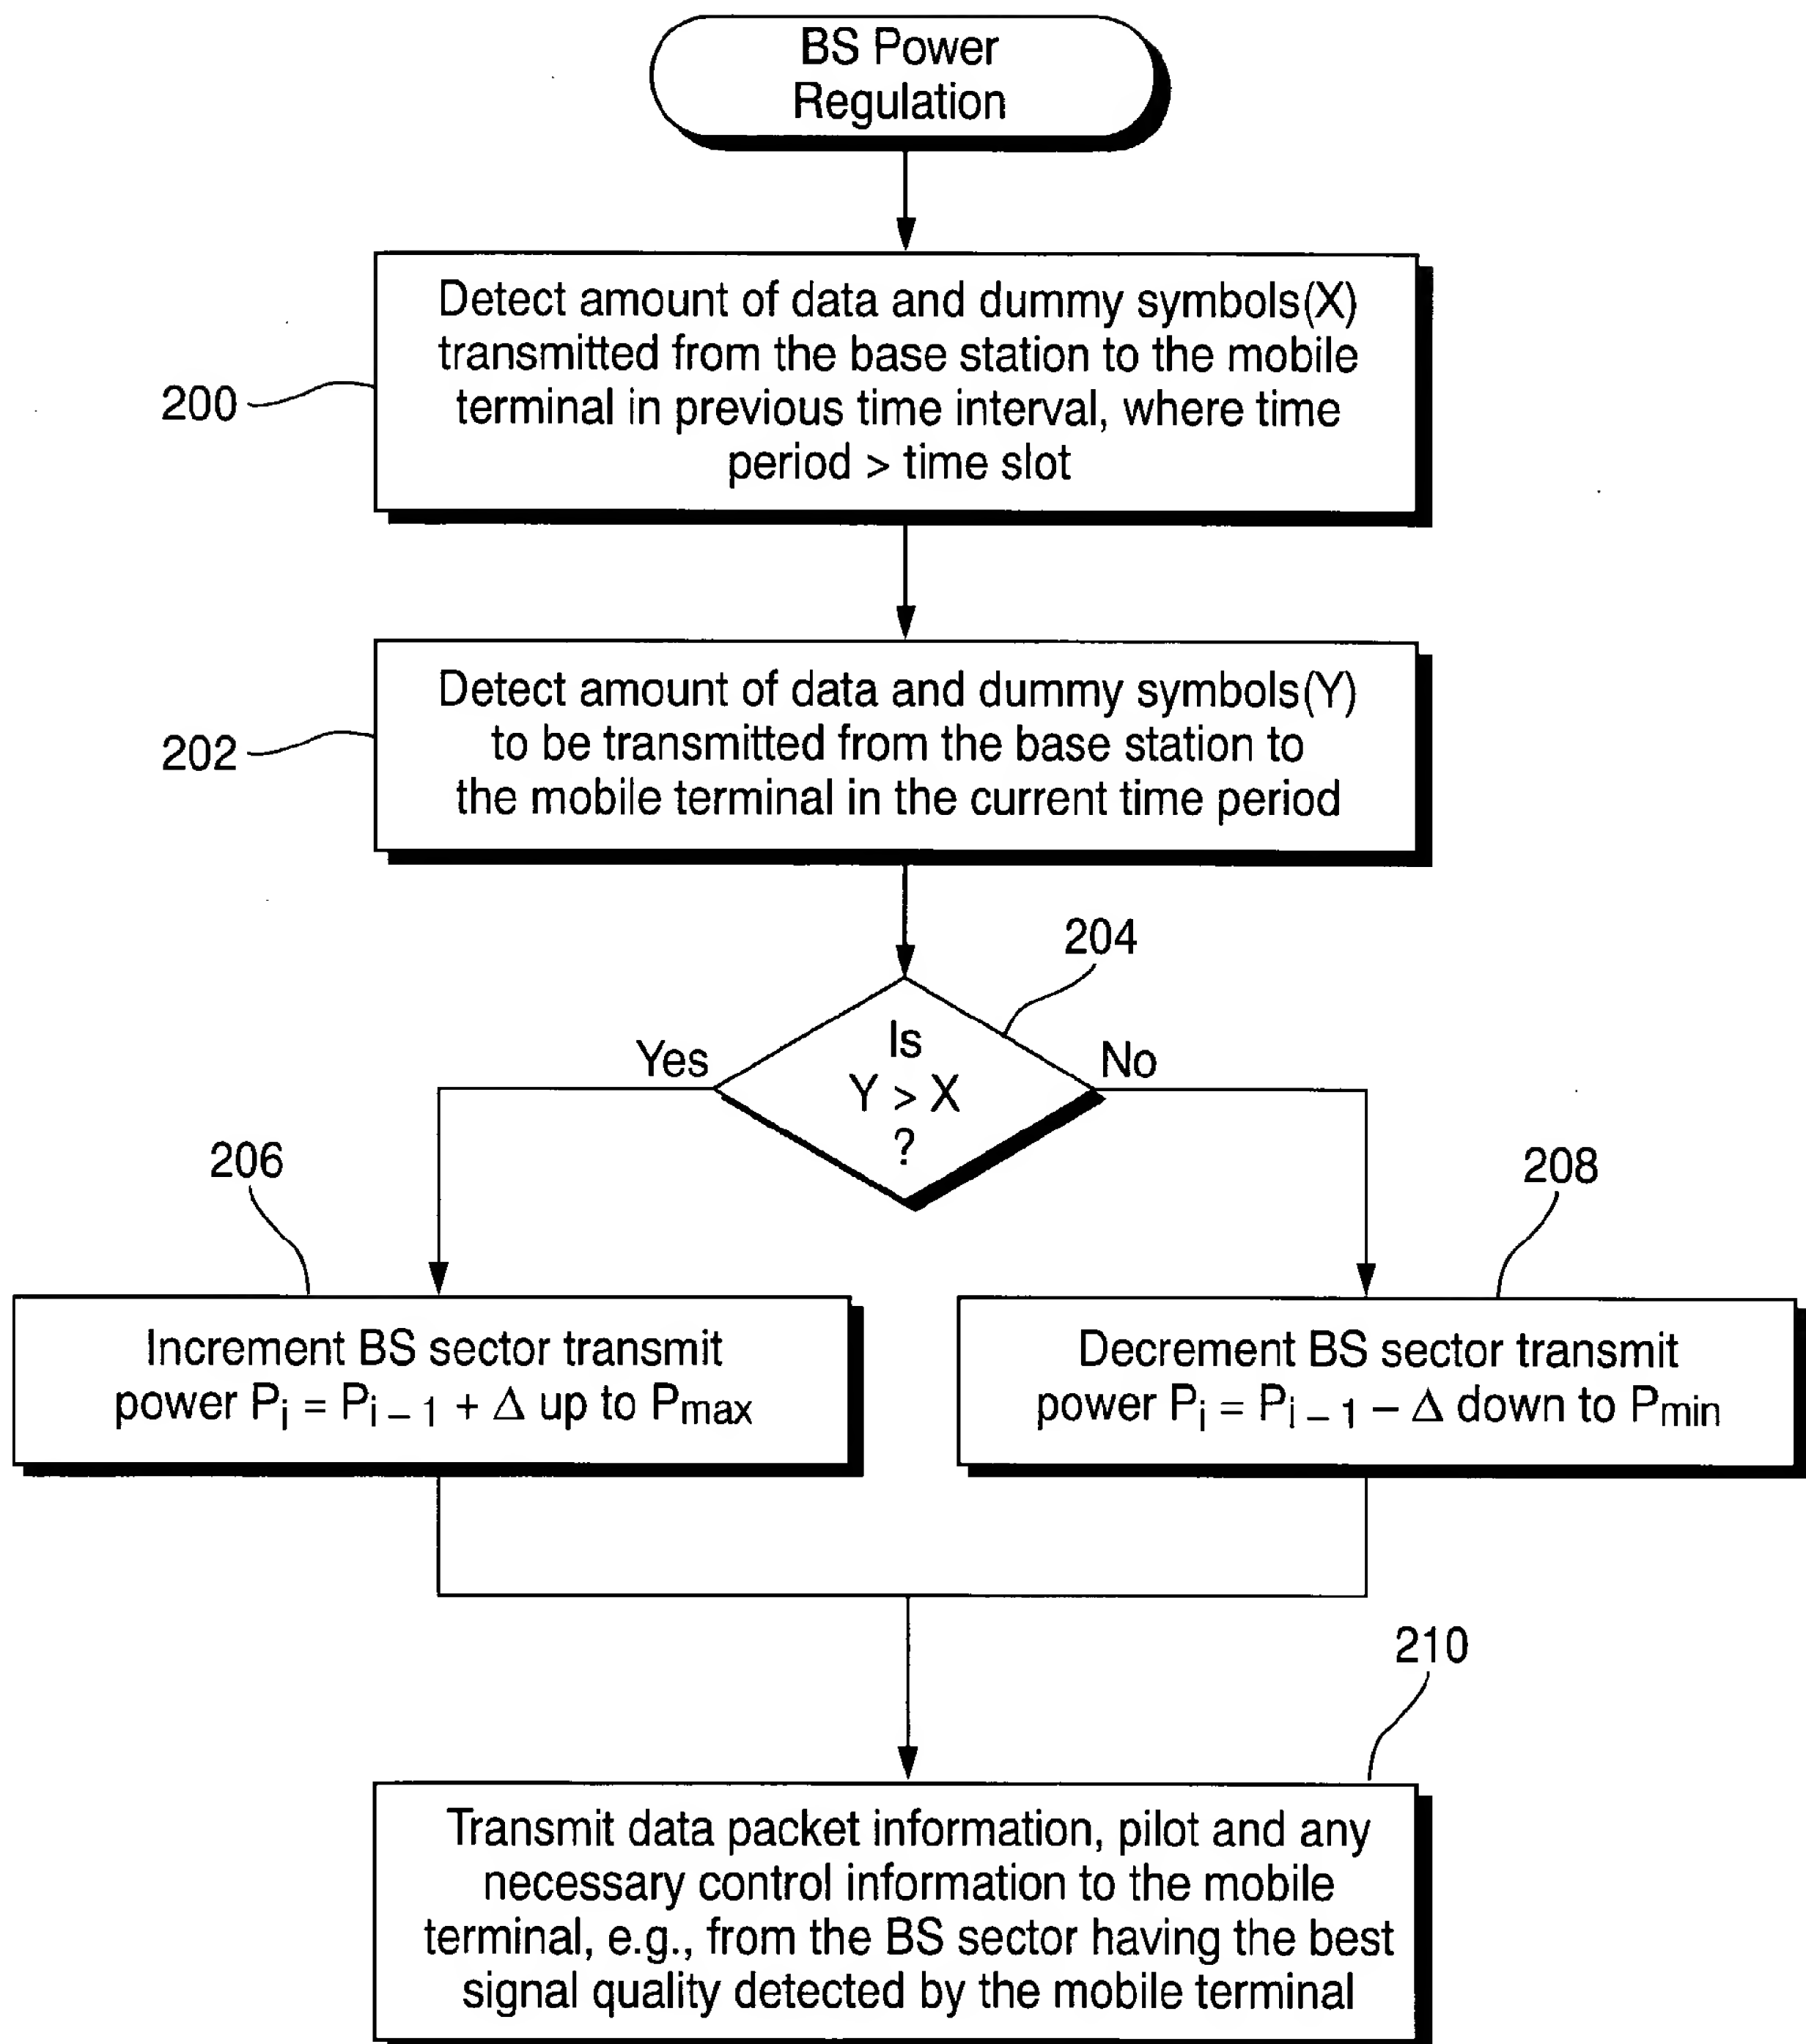 BS Power
Regulation
Detect amount of data and dummy symbols(X)
transmitted from the base station to the mobile
terminal in previous time interval, where time
period > time slot
200
Detect amount of data and dummy symbols(Y)
to be transmitted from the base station to
the mobile terminal in the current time period
202
204
Is
Y > X
?
Yes
No
206
208
Increment BS sector transmit
power Pi = Pi – 1 + Δ up to Pmax
Decrement BS sector transmit
power Pi = Pi – 1 – Δ down to Pmin
210
Transmit data packet information, pilot and any
necessary control information to the mobile
terminal, e.g., from the BS sector having the best
signal quality detected by the mobile terminal